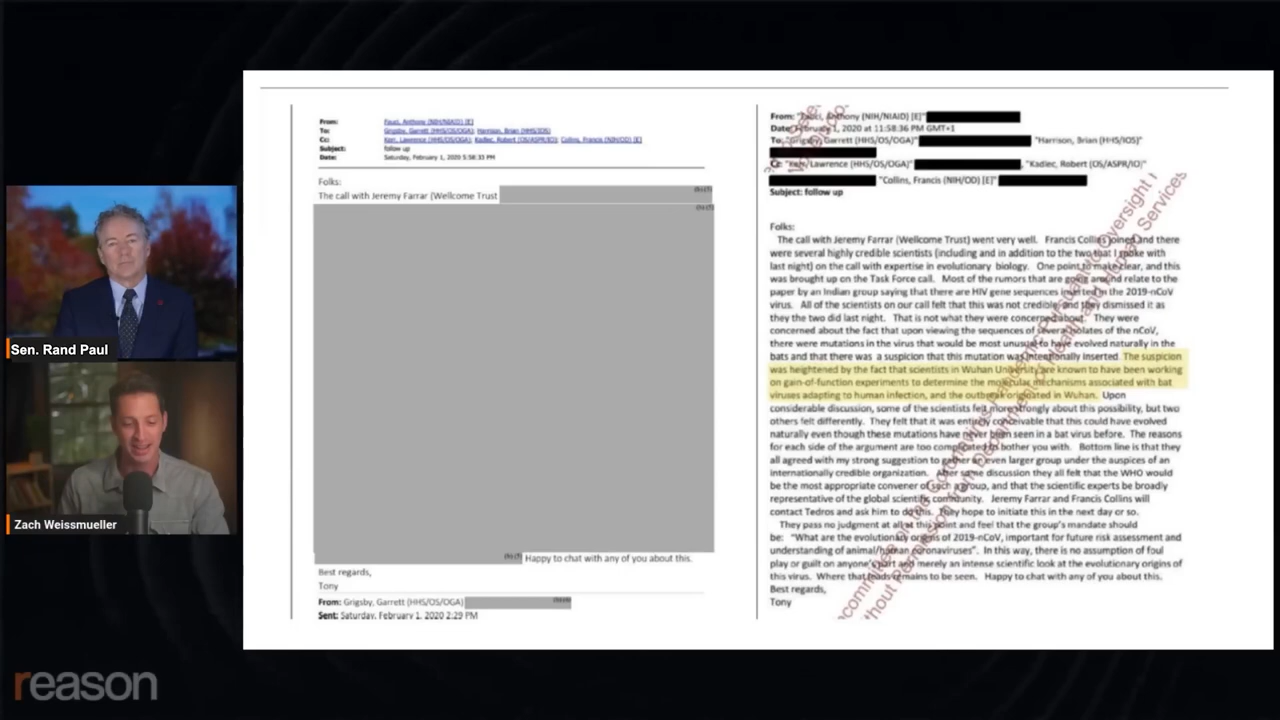 From: Fauci, Anthony (NIH/NIAID) [E]
To: Grigsby, Garrett (HHS/OS/OGA); Harrison, Brian (HHS/IOS)
Cc: Kerr, Lawrence (HHS/OS/OGA); Kadlec, Robert (OS/ASPR/IO); Collins, Francis (NIH/OD) [E]
Subject: follow up
Date: Saturday, February 1, 2020 5:58:33 PM
Folks:
The call with Jeremy Farrar (Wellcome Trust
(b) (5)
(b) (5)
(b) (5) Happy to chat with any of you about this.
Best regards,
Tony
From: Grigsby, Garrett (HHS/OS/OGA)
Sent: Saturday, February 1, 2020 2:29 PM
From: "Fauci, Anthony (NIH/NIAID) [E]"
Date: February 1, 2020 at 11:58:36 PM GMT+1
To: "Grigsby, Garrett (HHS/OS/OGA)" "Harrison, Brian (HHS/IOS)"
Cc: "Kerr, Lawrence (HHS/OS/OGA)" , "Kadlec, Robert (OS/ASPR/IO)"
"Collins, Francis (NIH/OD) [E]"
Subject: follow up
Folks:
The call with Jeremy Farrar (Wellcome Trust) went very well. Francis Collins joined and there
were several highly credible scientists (including and in addition to the two that I spoke with
last night) on the call with expertise in evolutionary biology. One point to make clear, and this
was brought up on the Task Force call. Most of the rumors that are going around relate to the
paper by an Indian group saying that there are HIV gene sequences inserted in the 2019-nCoV
virus. All of the scientists on our call felt that this was not credible and they dismissed it as
they the two did last night. That is not what they were concerned about. They were
concerned about the fact that upon viewing the sequences of several isolates of the nCoV,
there were mutations in the virus that would be most unusual to have evolved naturally in the
bats and that there was a suspicion that this mutation was intentionally inserted. The suspicion
was heightened by the fact that scientists in Wuhan University are known to have been working
on gain-of-function experiments to determine the molecular mechanisms associated with bat
viruses adapting to human infection, and the outbreak originated in Wuhan. Upon
considerable discussion, some of the scientists felt more strongly about this possibility, but two
others felt differently. They felt that it was entirely conceivable that this could have evolved
naturally even though these mutations have never been seen in a bat virus before. The reasons
for each side of the argument are too complicated to bother you with. Bottom line is that they
all agreed with my strong suggestion to gather an even larger group under the auspices of an
internationally credible organization. After some discussion they all felt that the WHO would
be the most appropriate convener of such a group, and that the scientific experts be broadly
representative of the global scientific community. Jeremy Farrar and Francis Collins will
contact Tedros and ask him to do this. They hope to initiate this in the next day or so.
They pass no judgment at all at this point and feel that the group's mandate should
be: "What are the evolutionary origins of 2019-nCoV, important for future risk assessment and
understanding of animal/human coronaviruses". In this way, there is no assumption of foul
play or guilt on anyone's part and merely an intense scientific look at the evolutionary origins of
this virus. Where that leads remains to be seen. Happy to chat with any of you about this.
Best regards,
Tony
Sen. Rand Paul
Zach Weissmueller
reason